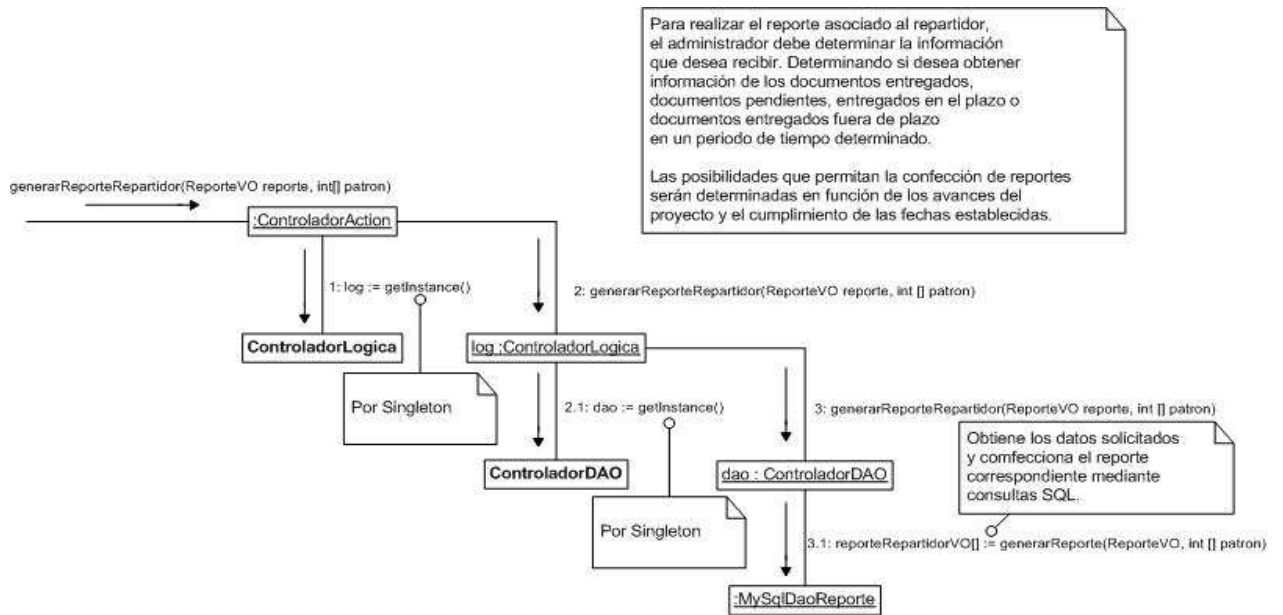 Para realizar el reporte asociado al repartidor,
el administrador debe determinar la información
que desea recibir. Determinando si desea obtener
información de los documentos entregados,
documentos pendientes, entregados en el plazo o
documentos entregados fuera de plazo
en un periodo de tiempo determinado.
Las posibilidades que permitan la confección de reportes
serán determinadas en función de los avances del
proyecto y el cumplimiento de las fechas establecidas.
generarReporteRepartidor(ReporteVO reporte, int[] patron)
:ControladorAction
1: log := getInstance()
2: generarReporteRepartidor(ReporteVO reporte, int [] patron)
ControladorLogica
log :ControladorLogica
Por Singleton
2.1: dao := getInstance()
3: generarReporteRepartidor(ReporteVO reporte, int [] patron)
Obtiene los datos solicitados
y comfecciona el reporte
correspondiente mediante
consultas SQL.
ControladorDAO
dao : ControladorDAO
Por Singleton
3.1: reporteRepartidorVO[] := generarReporte(ReporteVO, int [] patron)
:MySqlDaoReporte